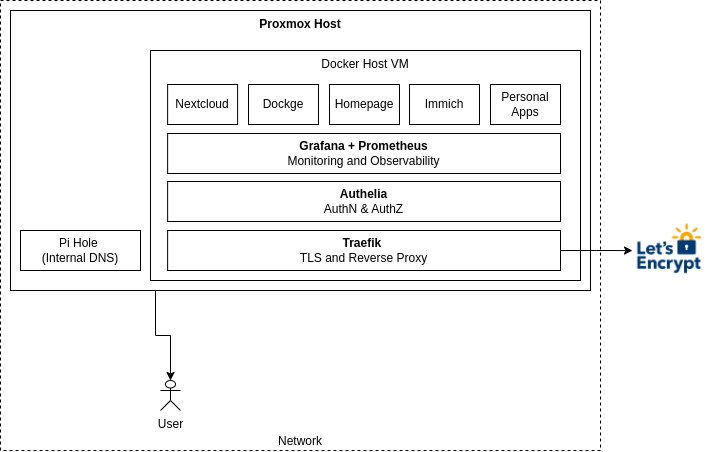 Proxmox Host
Docker Host VM
Nextcloud
Dockge
Homepage
Immich
Personal
Apps
Grafana + Prometheus
Monitoring and Observability
Authelia
AuthN & AuthZ
Pi Hole
(Internal DNS)
Traefik
TLS and Reverse Proxy
Let's
Encrypt
User
Network